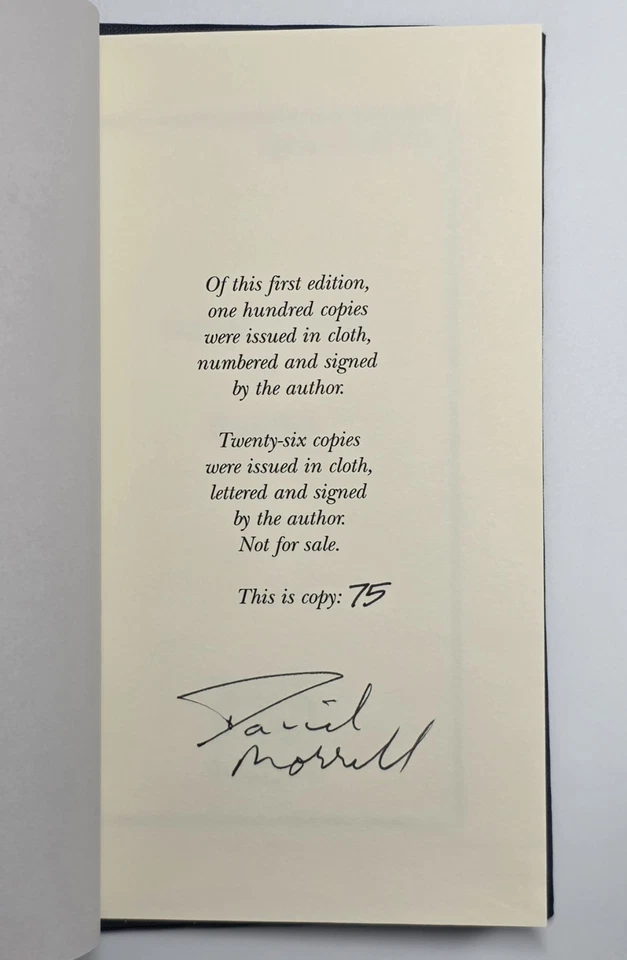 Of this first edition,
one hundred copies
were issued in cloth,
numbered and signed
by the author.
Twenty-six copies
were issued in cloth,
lettered and signed
by the author.
Not for sale.
This is copy: 75
David
Morrell